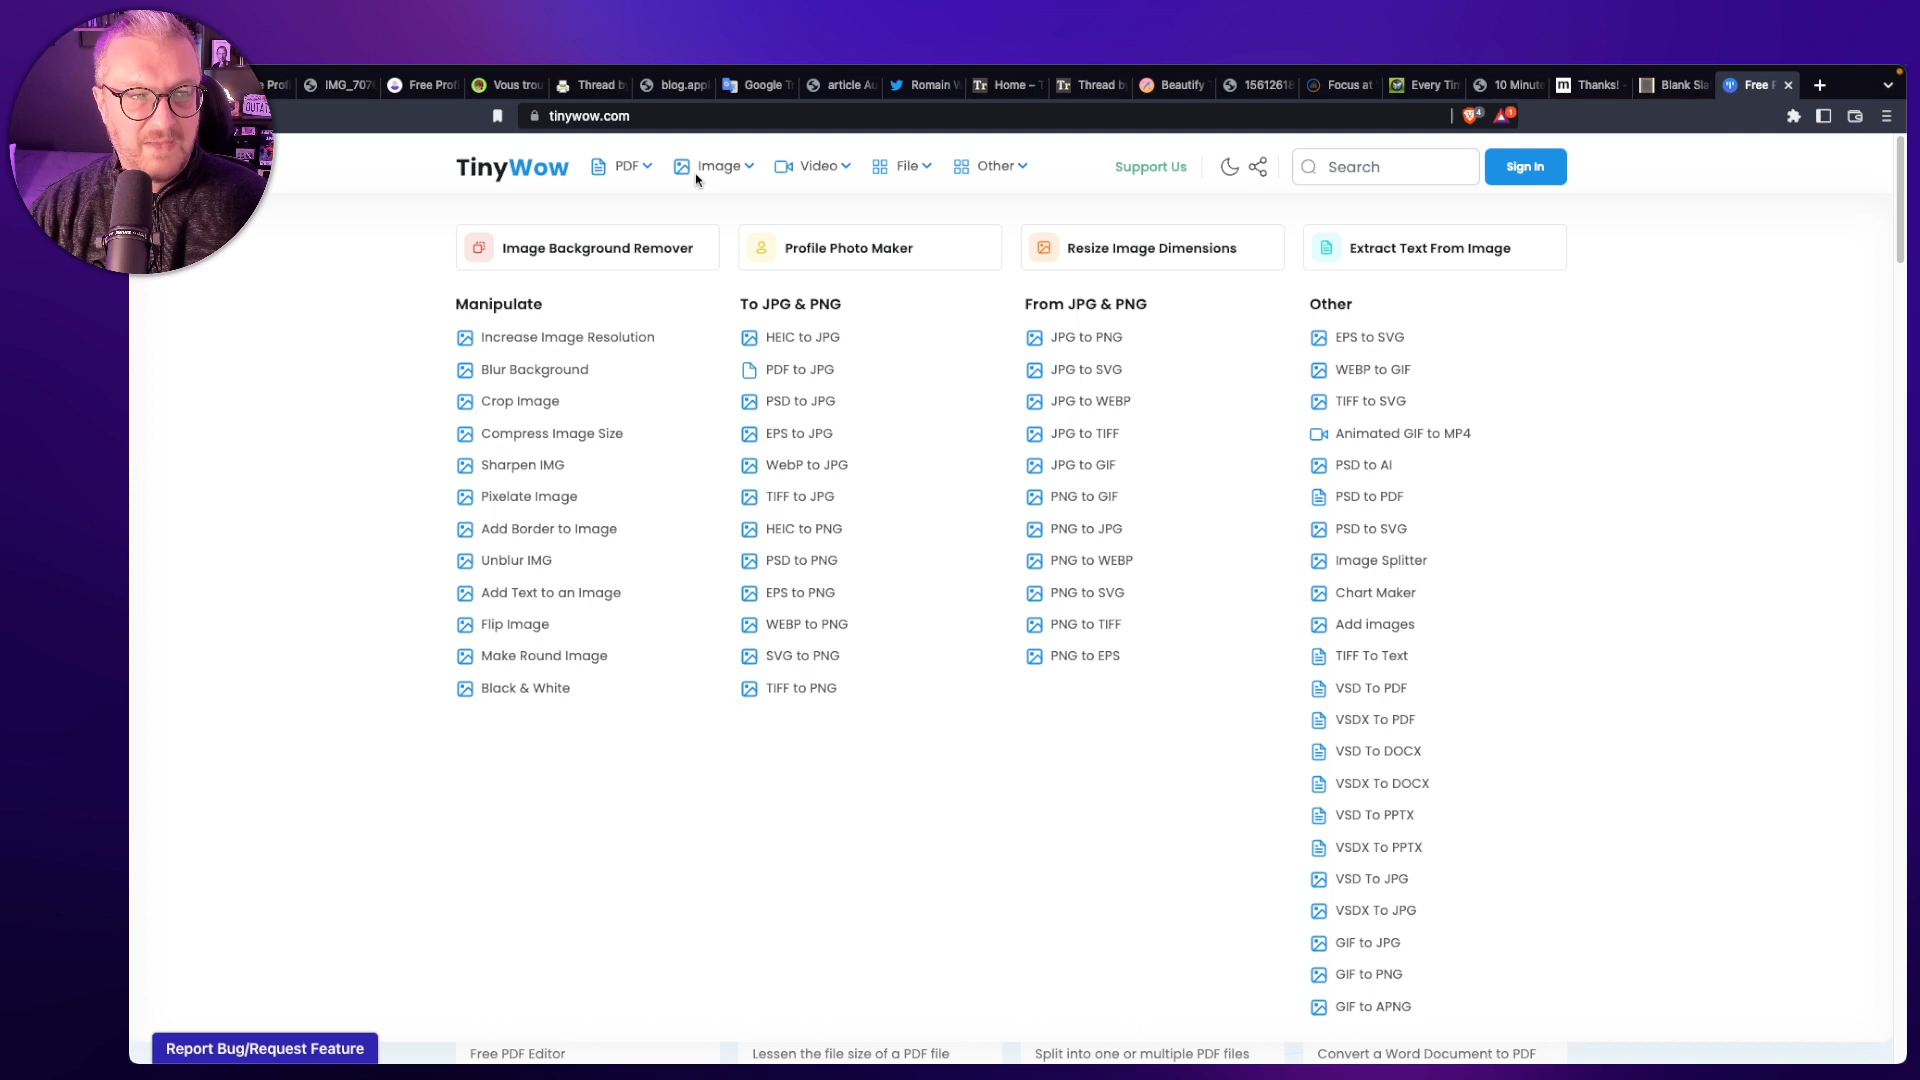 Profi
IMG_707
Free Profi
Vous trou
Thread by
blog.appl
Google T
article Au
Romain V
Home – T
Thread by
Beautify
15612618
Focus at
Every Tim
10 Minute
Thanks! -
Blank Sla
Free F
tinywow.com
4
1
TinyWow
PDF
Image
Video
File
Other
Support Us
Search
Sign In
Image Background Remover
Profile Photo Maker
Resize Image Dimensions
Extract Text From Image
Manipulate
Increase Image Resolution
Blur Background
Crop Image
Compress Image Size
Sharpen IMG
Pixelate Image
Add Border to Image
Unblur IMG
Add Text to an Image
Flip Image
Make Round Image
Black & White
To JPG & PNG
HEIC to JPG
PDF to JPG
PSD to JPG
EPS to JPG
WebP to JPG
TIFF to JPG
HEIC to PNG
PSD to PNG
EPS to PNG
WEBP to PNG
SVG to PNG
TIFF to PNG
From JPG & PNG
JPG to PNG
JPG to SVG
JPG to WEBP
JPG to TIFF
JPG to GIF
PNG to GIF
PNG to JPG
PNG to WEBP
PNG to SVG
PNG to TIFF
PNG to EPS
Other
EPS to SVG
WEBP to GIF
TIFF to SVG
Animated GIF to MP4
PSD to AI
PSD to PDF
PSD to SVG
Image Splitter
Chart Maker
Add images
TIFF To Text
VSD To PDF
VSDX To PDF
VSD To DOCX
VSDX To DOCX
VSD To PPTX
VSDX To PPTX
VSD To JPG
VSDX To JPG
GIF to JPG
GIF to PNG
GIF to APNG
Free PDF Editor
Lessen the file size of a PDF file
Split into one or multiple PDF files
Convert a Word Document to PDF
Report Bug/Request Feature